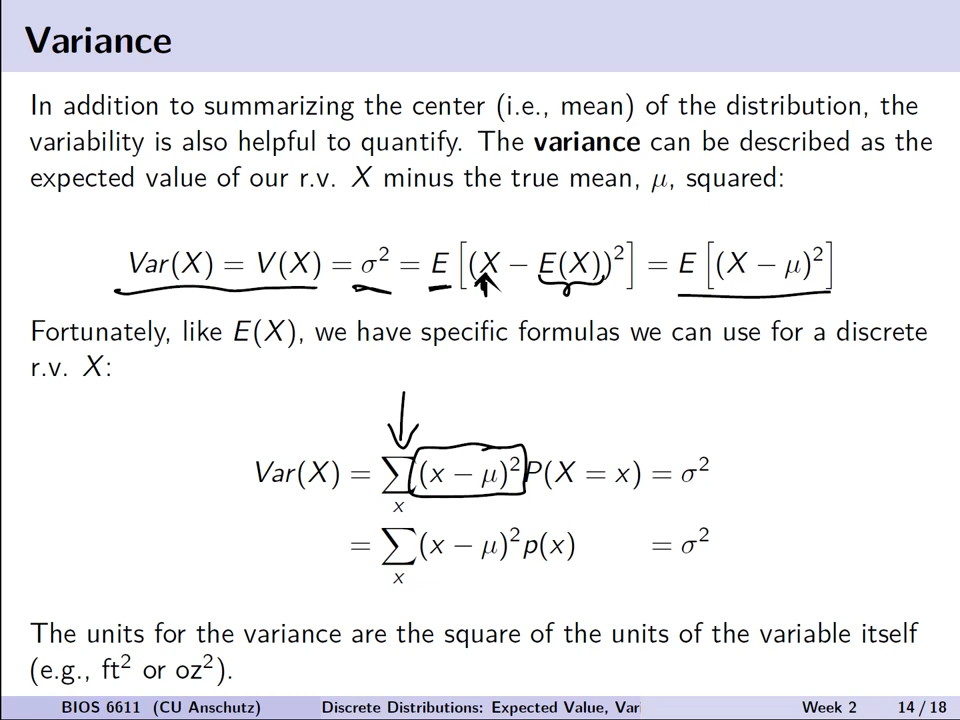 Variance
In addition to summarizing the center (i.e., mean) of the distribution, the
variability is also helpful to quantify. The variance can be described as the
expected value of our r.v. X minus the true mean, μ, squared:
Var(X) = V(X) = σ² = E[(X − E(X))²] = E[(X − μ)²]
Fortunately, like E(X), we have specific formulas we can use for a discrete
r.v. X:
Var(X) = ∑ₓ (x − μ)² P(X = x) = σ²
= ∑ₓ (x − μ)² p(x) = σ²
The units for the variance are the square of the units of the variable itself
(e.g., ft² or oz²).
BIOS 6611 (CU Anschutz) Discrete Distributions: Expected Value, Var Week 2 14 / 18